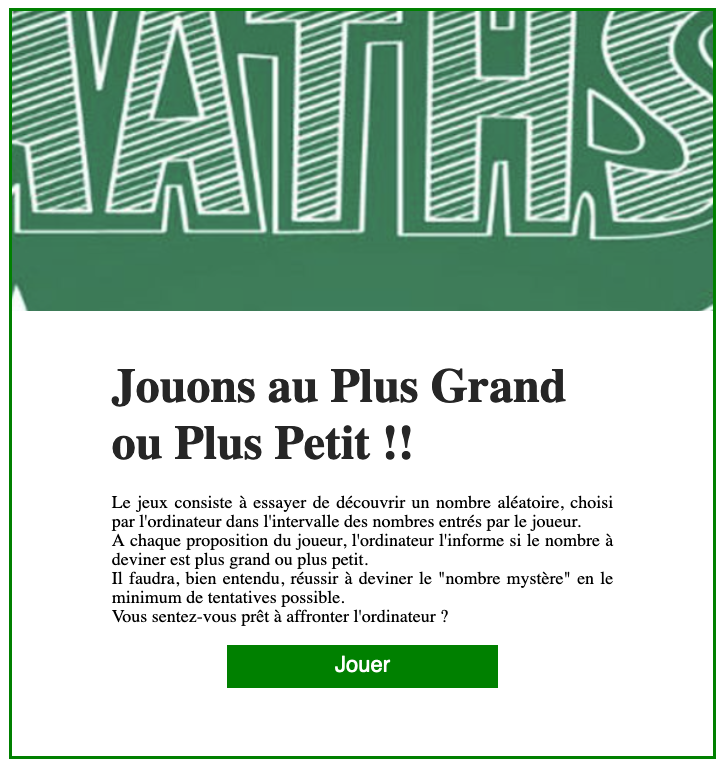 MATHS
Jouons au Plus Grand
ou Plus Petit !!
Le jeux consiste à essayer de découvrir un nombre aléatoire, choisi
par l'ordinateur dans l'intervalle des nombres entrés par le joueur.
A chaque proposition du joueur, l'ordinateur l'informe si le nombre à
deviner est plus grand ou plus petit.
Il faudra, bien entendu, réussir à deviner le "nombre mystère" en le
minimum de tentatives possible.
Vous sentez-vous prêt à affronter l'ordinateur ?
Jouer